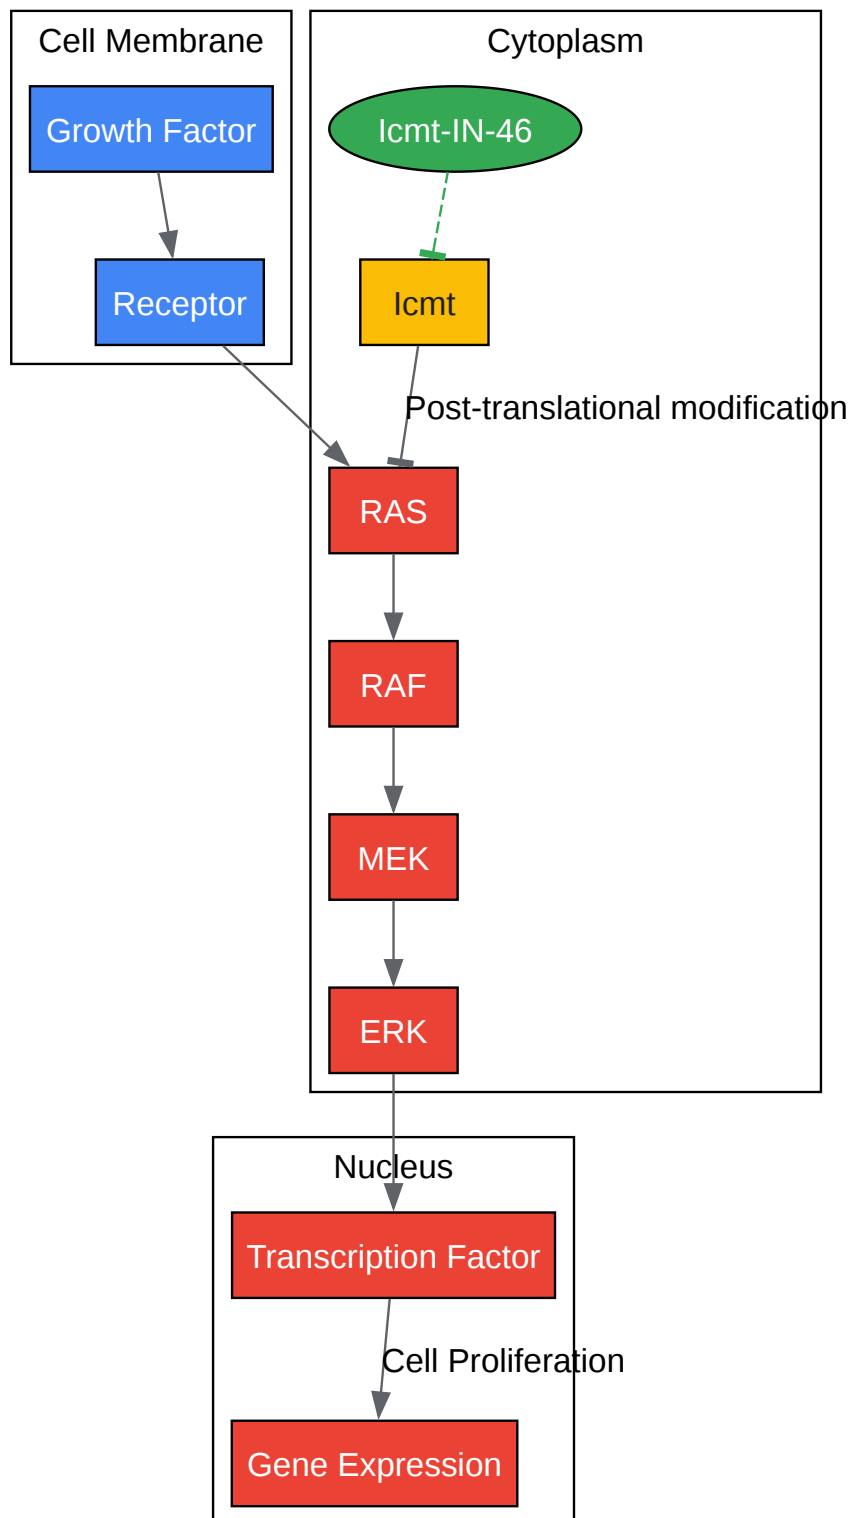 Cell Membrane
Growth Factor
Receptor
Cytoplasm
Icmt-IN-46
Icmt
Post-translational modification
RAS
RAF
MEK
ERK
Nucleus
Transcription Factor
Cell Proliferation
Gene Expression